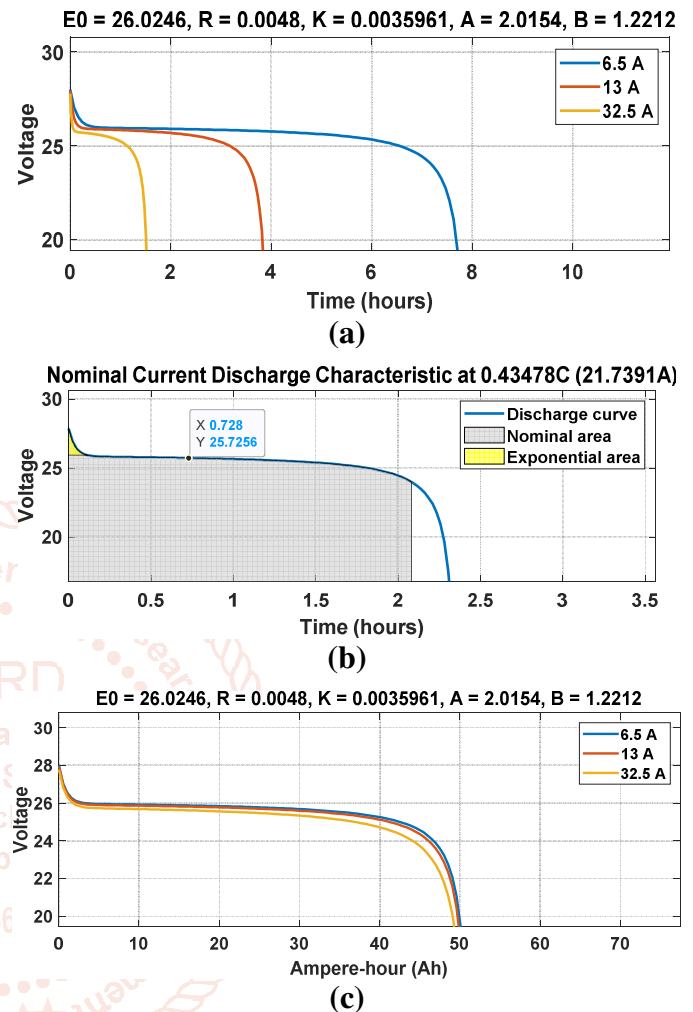 E0 = 26.0246, R = 0.0048, K = 0.0035961, A = 2.0154, B = 1.2212
30
25
20
Voltage
6.5 A
13 A
32.5 A
0 2 4 6 8 10
Time (hours)
(a)
Nominal Current Discharge Characteristic at 0.43478C (21.7391A)
30
25
20
Voltage
X 0.728
Y 25.7256
Discharge curve
Nominal area
Exponential area
0 0.5 1 1.5 2 2.5 3 3.5
Time (hours)
(b)
E0 = 26.0246, R = 0.0048, K = 0.0035961, A = 2.0154, B = 1.2212
30
28
26
24
22
20
Voltage
6.5 A
13 A
32.5 A
0 10 20 30 40 50 60 70
Ampere-hour (Ah)
(c)